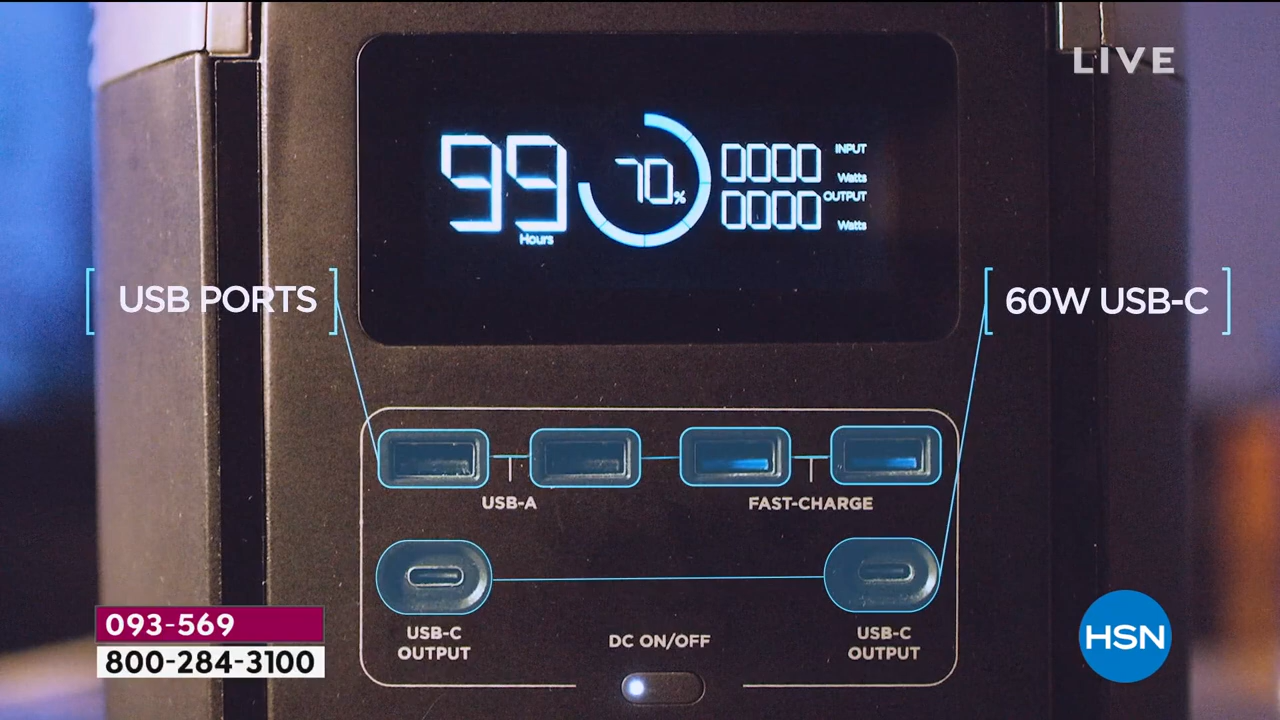 LIVE
99
Hours
70%
0000 INPUT
Watts
0000 OUTPUT
Watts
USB PORTS
60W USB-C
USB-A
FAST-CHARGE
USB-C
OUTPUT
DC ON/OFF
USB-C
OUTPUT
093-569
800-284-3100
HSN